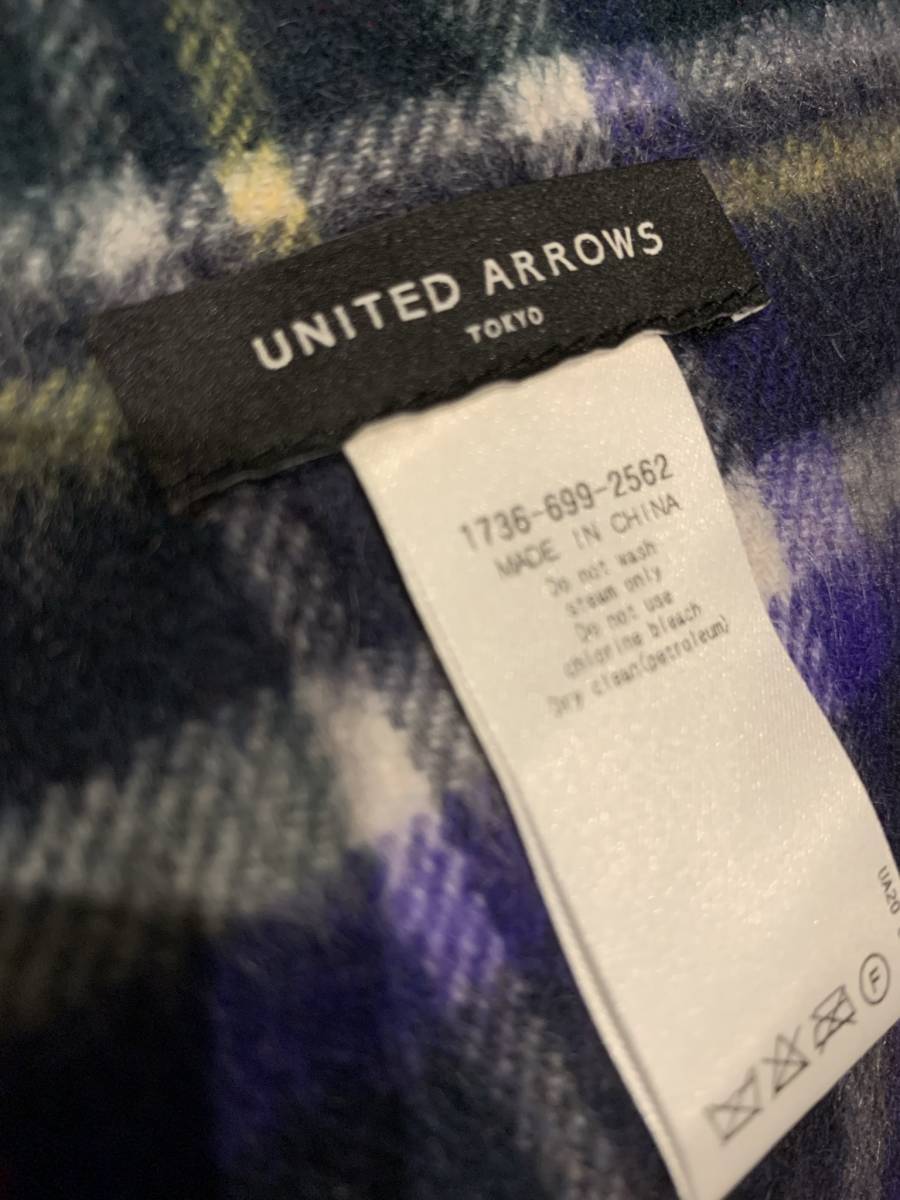 UNITED ARROWS
TOKYO
1736-699-2562
MADE IN CHINA
Do not wash
steam only
Do not use
chlorine bleach
Dry clean(petroleum)
UA20
F